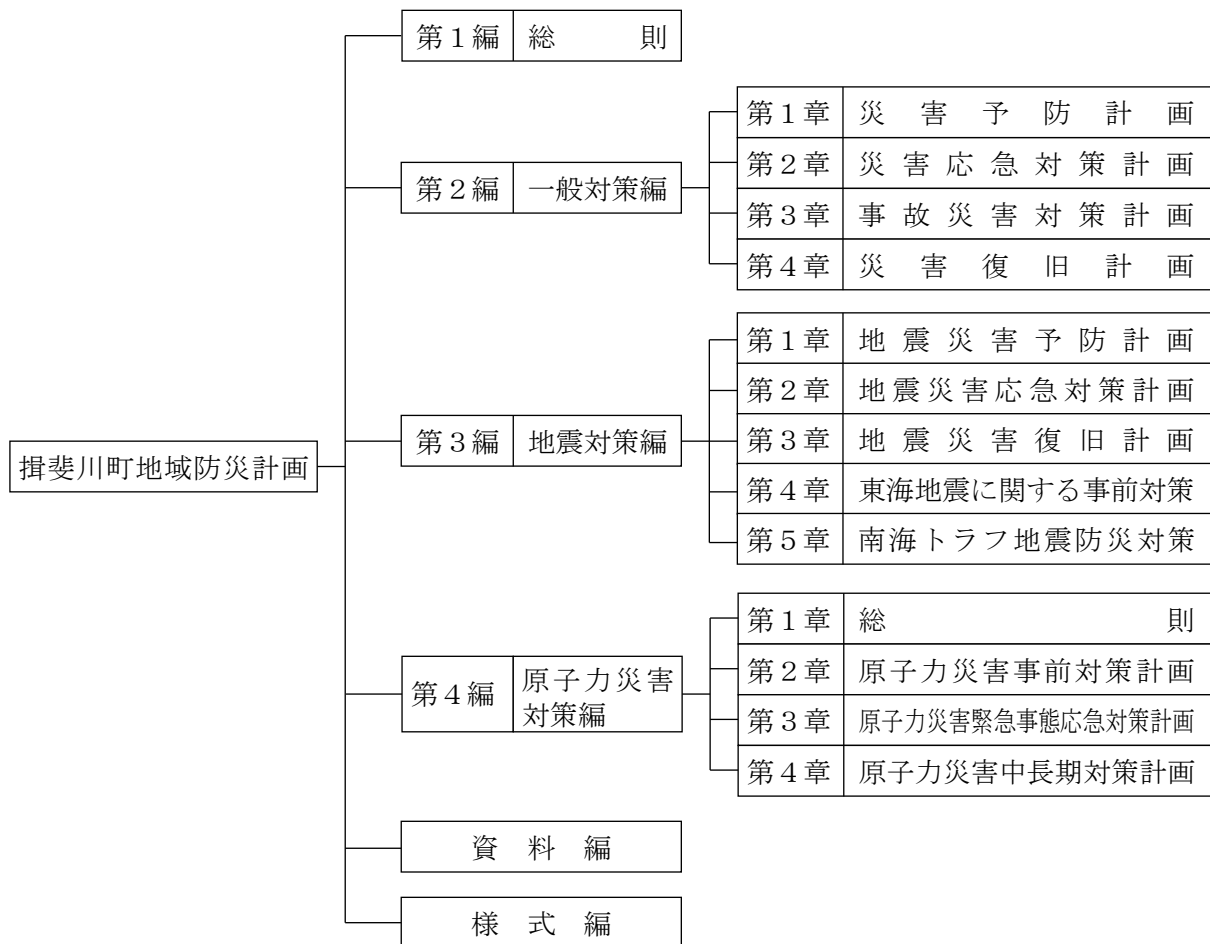 揖斐川町地域防災計画
第１編 総則
第２編 一般対策編
第１章 災害予防計画
第２章 災害応急対策計画
第３章 事故災害対策計画
第４章 災害復旧計画
第３編 地震対策編
第１章 地震災害予防計画
第２章 地震災害応急対策計画
第３章 地震災害復旧計画
第４章 東海地震に関する事前対策
第５章 南海トラフ地震防災対策
第４編 原子力災害
対策編
第１章 総則
第２章 原子力災害事前対策計画
第３章 原子力災害緊急事態応急対策計画
第４章 原子力災害中長期対策計画
資料編
様式編